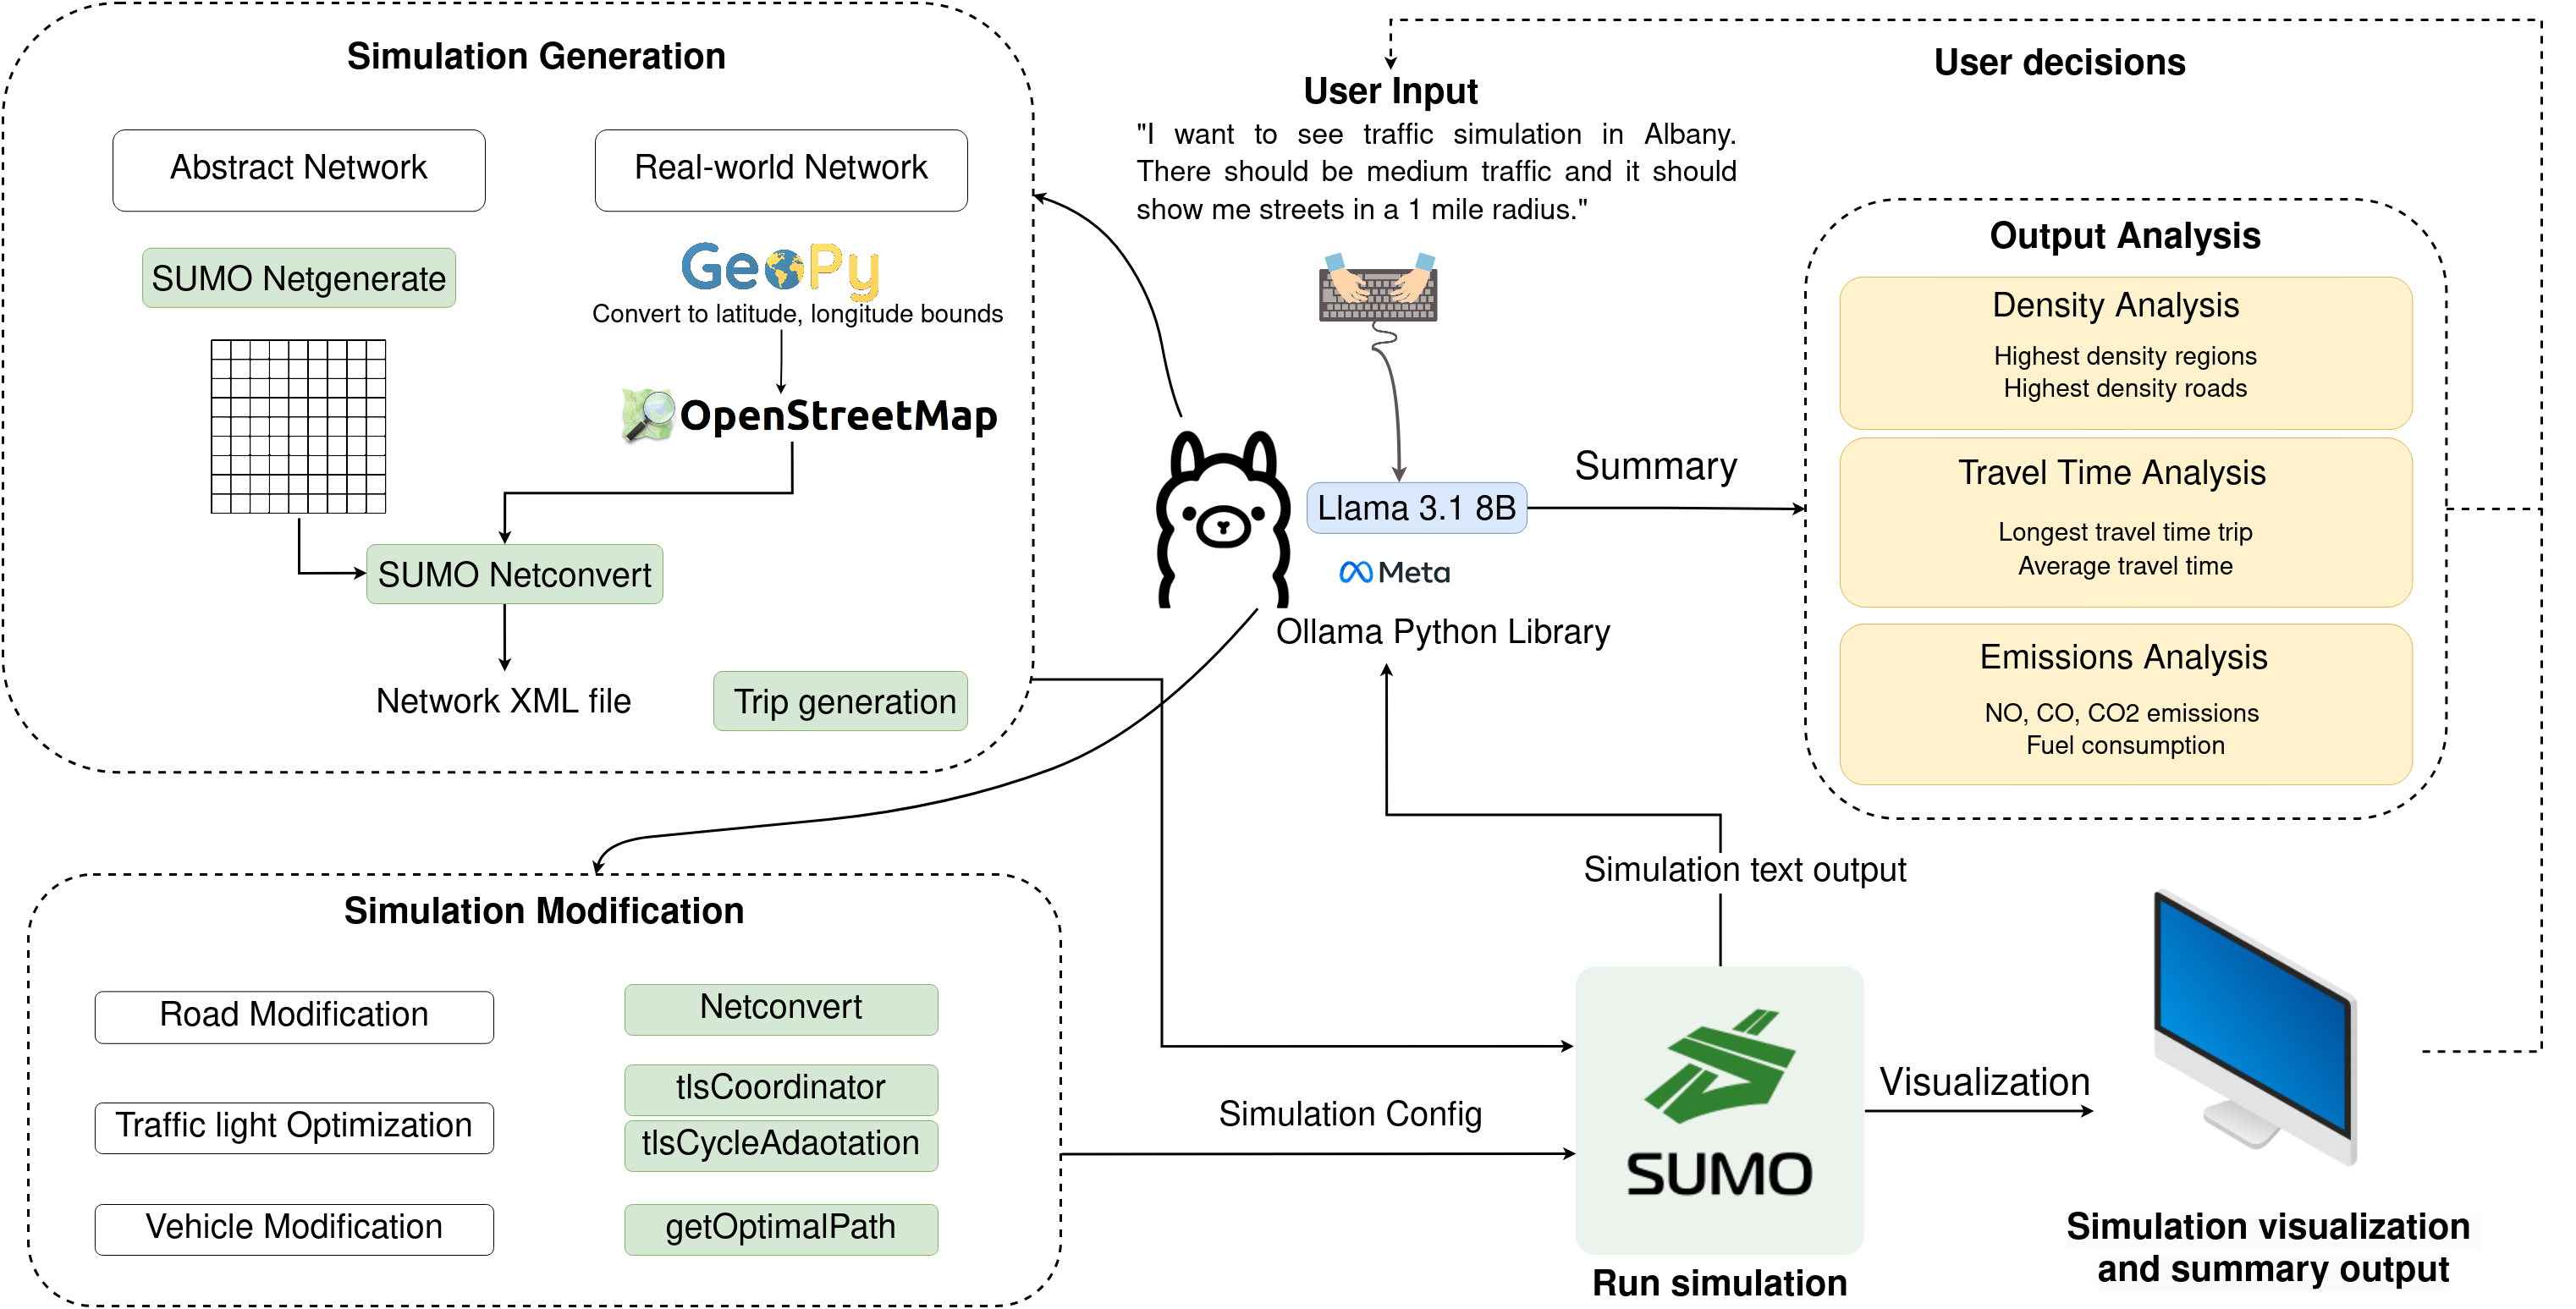 Simulation Generation
Abstract Network
Real-world Network
SUMO Netgenerate
GeoPy
Convert to latitude, longitude bounds
OpenStreetMap
SUMO Netconvert
Network XML file
Trip generation
User decisions
User Input
"I want to see traffic simulation in Albany.
There should be medium traffic and it should
show me streets in a 1 mile radius."
Llama 3.1 8B
Meta
Ollama Python Library
Summary
Output Analysis
Density Analysis
Highest density regions
Highest density roads
Travel Time Analysis
Longest travel time trip
Average travel time
Emissions Analysis
NO, CO, CO2 emissions
Fuel consumption
Simulation Modification
Road Modification
Netconvert
Traffic light Optimization
tlsCoordinator
tlsCycleAdaotation
Vehicle Modification
getOptimalPath
Simulation Config
Simulation text output
SUMO
Run simulation
Visualization
Simulation visualization
and summary output